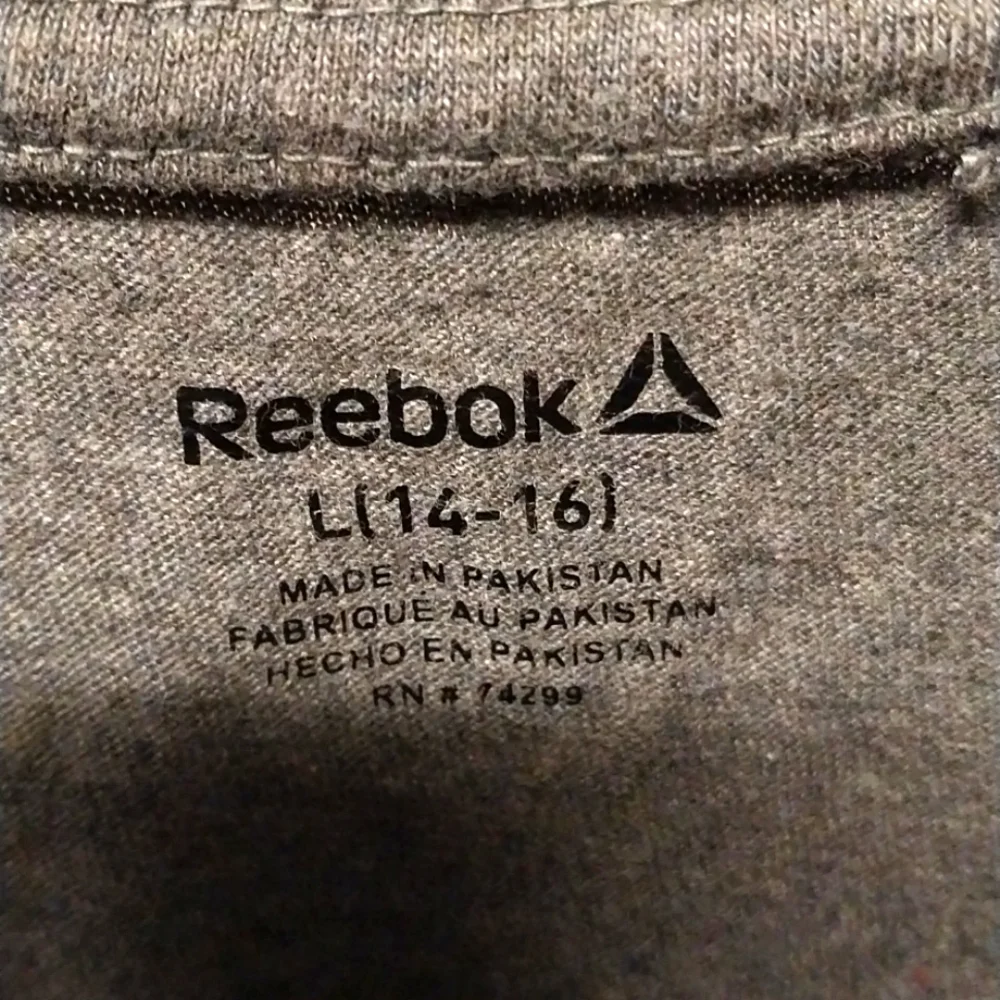 Reebok
L(14-16)
MADE IN PAKISTAN
FABRIQUE AU PAKISTAN
HECHO EN PAKISTAN
RN # 74299